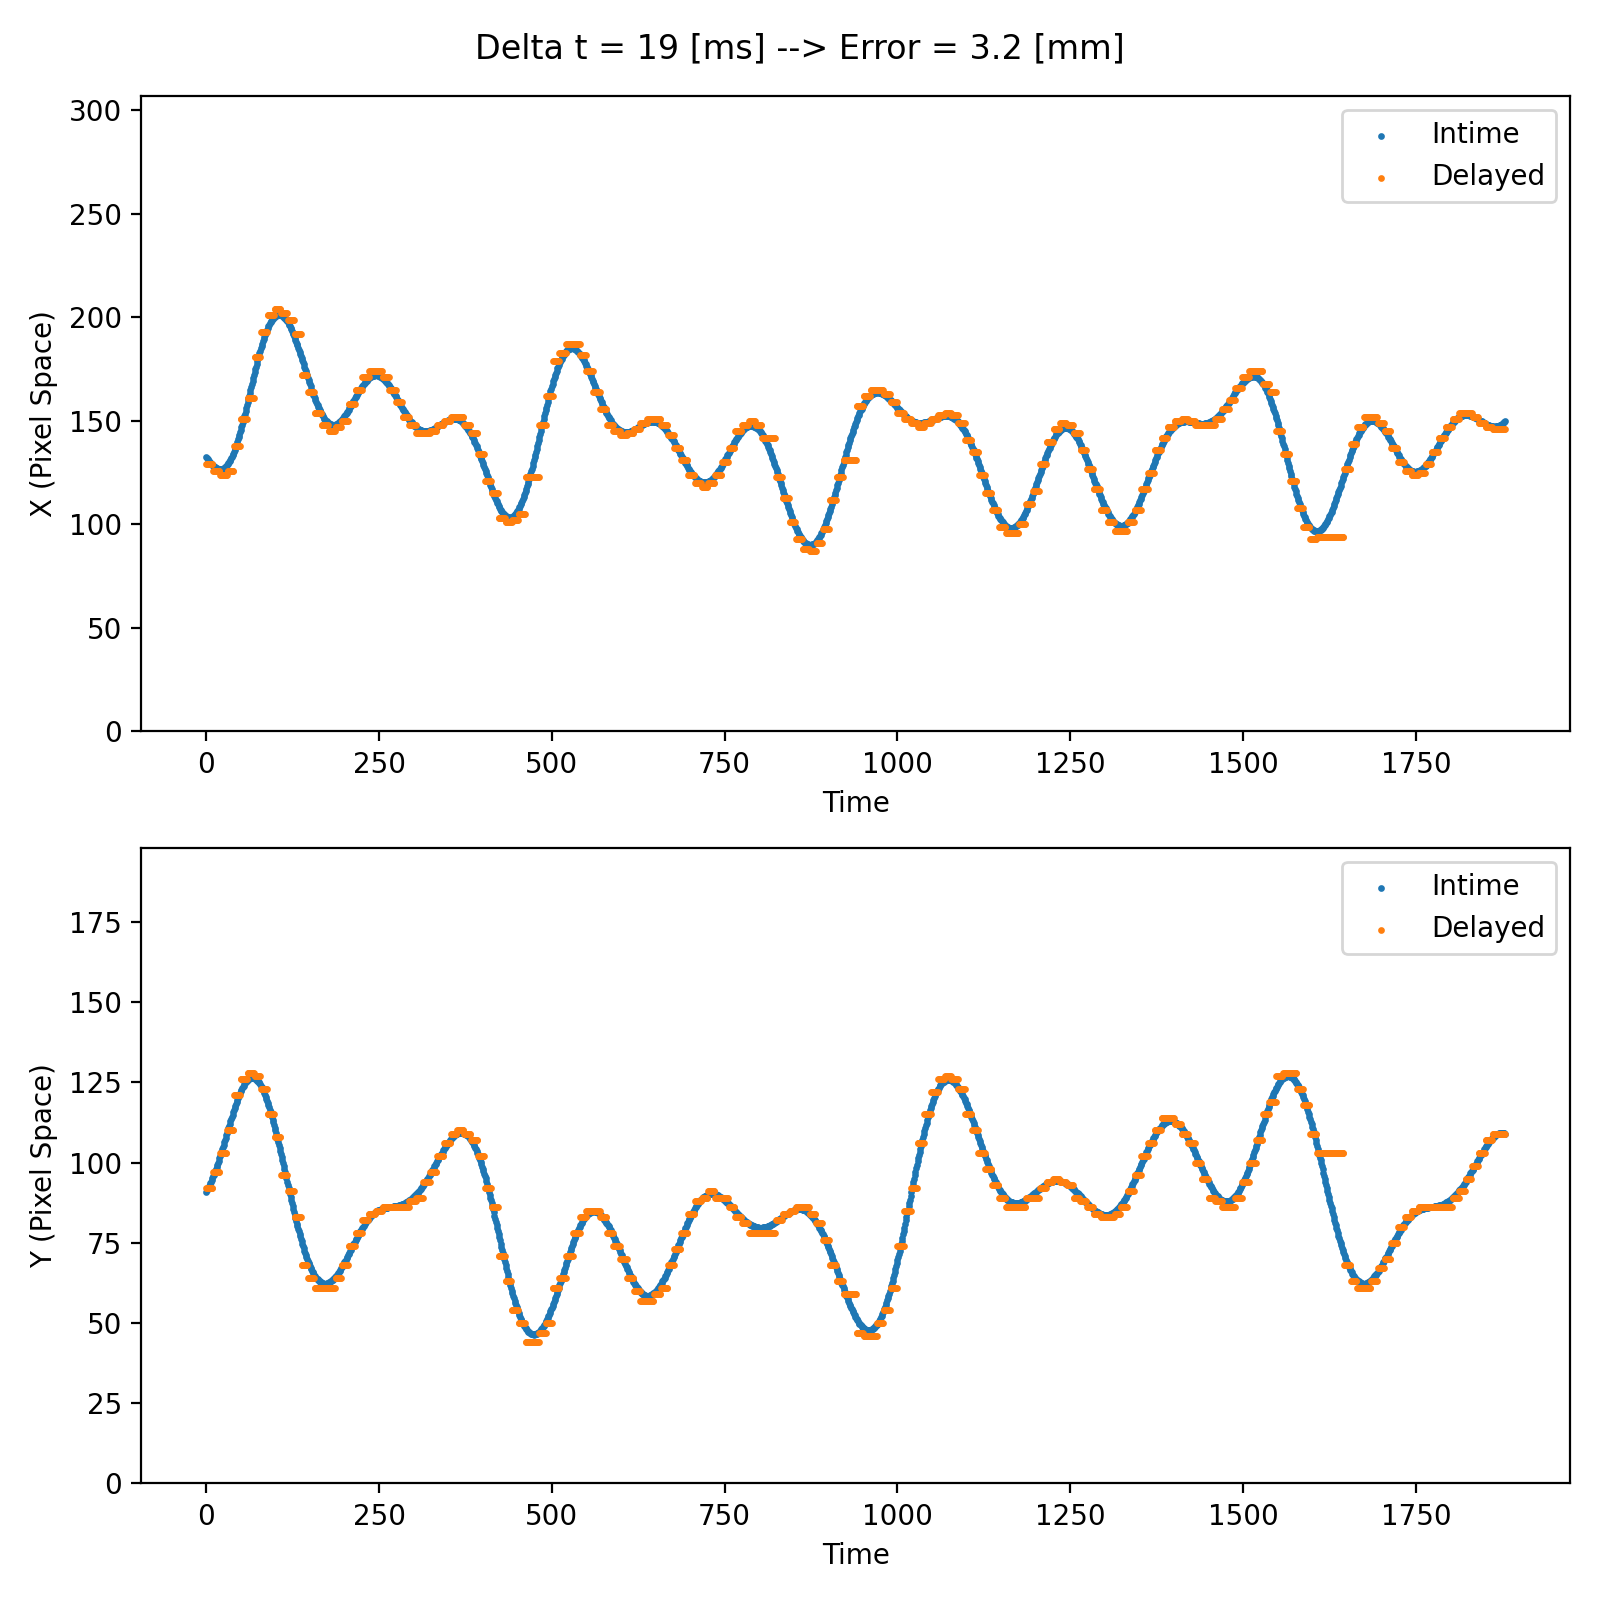 Delta t = 19 [ms] --> Error = 3.2 [mm]
300
250
200
150
100
50
0
X (Pixel Space)
Intime
Delayed
0 250 500 750 1000 1250 1500 1750
Time
175
150
125
100
75
50
25
0
Y (Pixel Space)
Intime
Delayed
0 250 500 750 1000 1250 1500 1750
Time